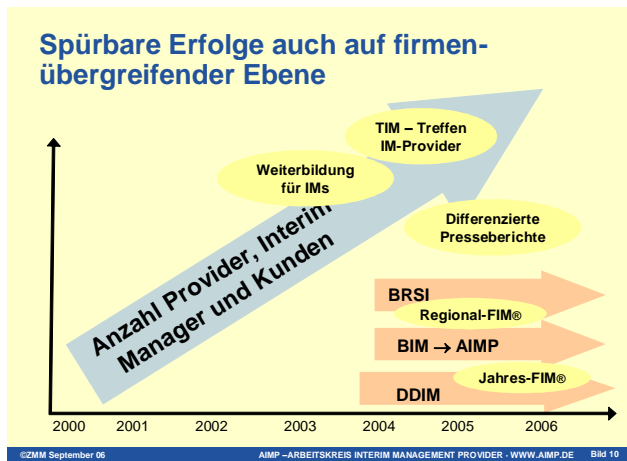 Spürbare Erfolge auch auf firmen-
übergreifender Ebene
TIM – Treffen
IM-Provider
Weiterbildung
für IMs
Differenzierte
Presseberichte
Anzahl Provider, Interim
Manager und Kunden
BRSI
Regional-FIM®
BIM → AIMP
Jahres-FIM®
DDIM
2000 2001 2002 2003 2004 2005 2006
©ZMM September 06 AIMP –ARBEITSKREIS INTERIM MANAGEMENT PROVIDER - WWW.AIMP.DE Bild 10